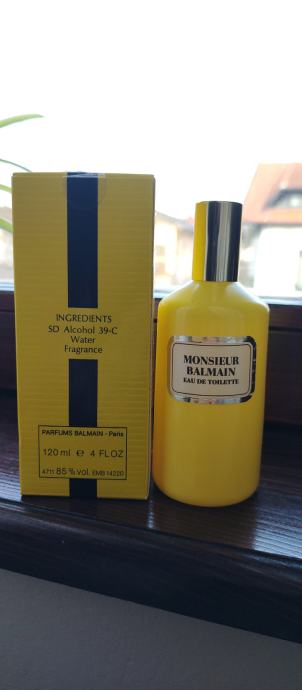 INGREDIENTS
SD Alcohol 39-C
Water
Fragrance
PARFUMS BALMAIN - Paris
120 ml e 4 FL OZ
4711 85% vol. EMB 14220
MONSIEUR
BALMAIN
EAU DE TOILETTE